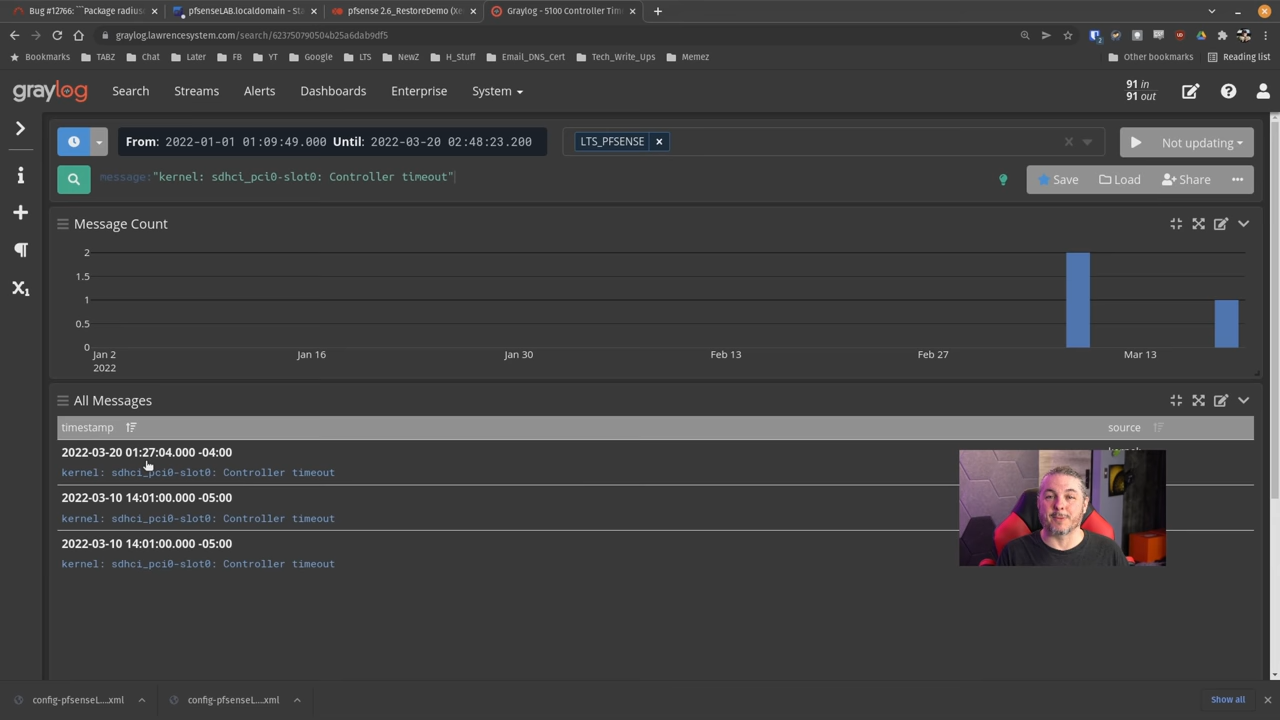 Bug #12766: ```Package radius
pfsenseLAB.localdomain - Sta
pfsense 2.6_RestoreDemo (Xe
Graylog - 5100 Controller Tim
graylog.lawrencesystem.com/search/623750790504b25a6dab9df5
Bookmarks TABZ Chat Later FB YT Google LTS NewZ H_Stuff Email_DNS_Cert Tech_Write_Ups Memez Other bookmarks Reading list
graylog Search Streams Alerts Dashboards Enterprise System
91 in
91 out
From: 2022-01-01 01:09:49.000 Until: 2022-03-20 02:48:23.200 LTS_PFSENSE Not updating
message:"kernel: sdhci_pci0-slot0: Controller timeout" Save Load Share
Message Count
2
1.5
1
0.5
0
Jan 2 Jan 16 Jan 30 Feb 13 Feb 27 Mar 13
2022
All Messages
timestamp source
2022-03-20 01:27:04.000 -04:00
kernel: sdhci_pci0-slot0: Controller timeout
2022-03-10 14:01:00.000 -05:00
kernel: sdhci_pci0-slot0: Controller timeout
2022-03-10 14:01:00.000 -05:00
kernel: sdhci_pci0-slot0: Controller timeout
config-pfsenseL....xml config-pfsenseL....xml Show all